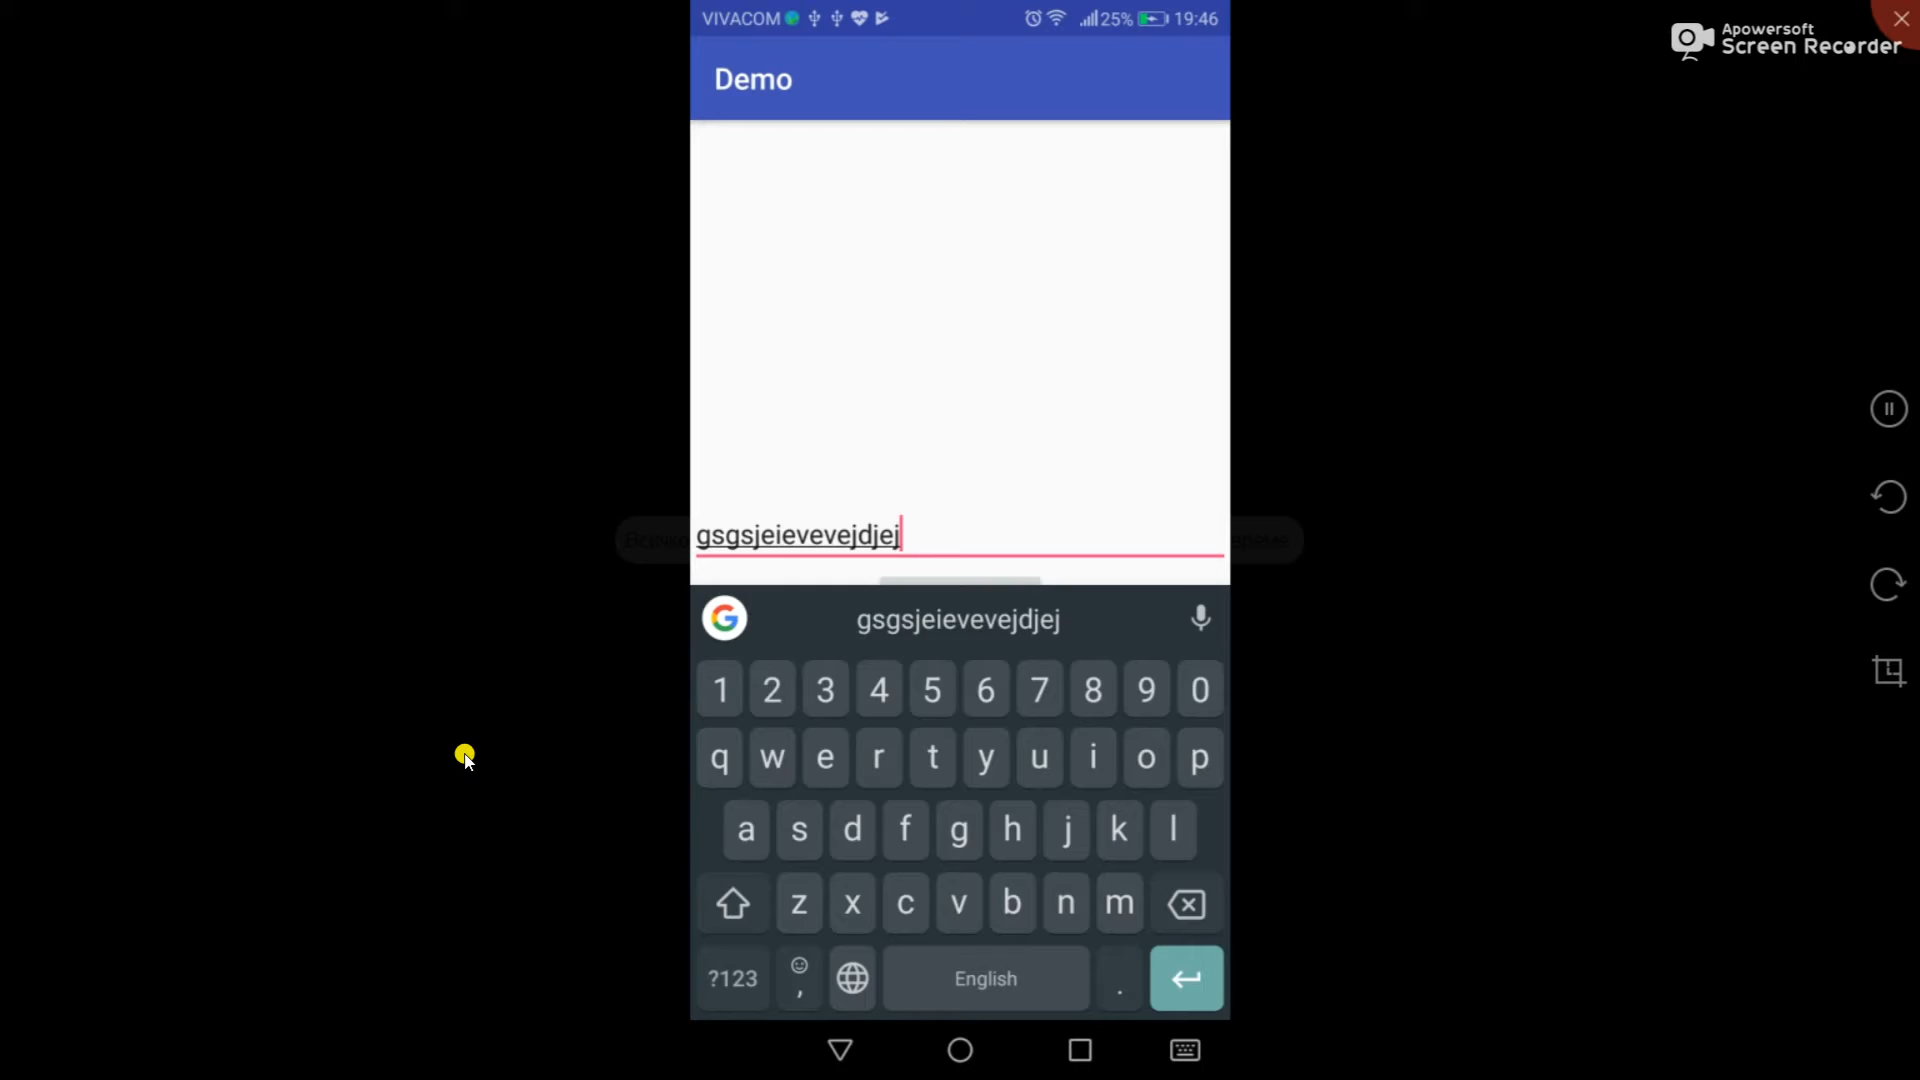 VIVACOM 25% 19:46
Apowersoft
Screen Recorder
Demo
gsgsjeievevejdjej
gsgsjeievevejdjej
1 2 3 4 5 6 7 8 9 0
q w e r t y u i o p
a s d f g h j k l
z x c v b n m
?123 , English .